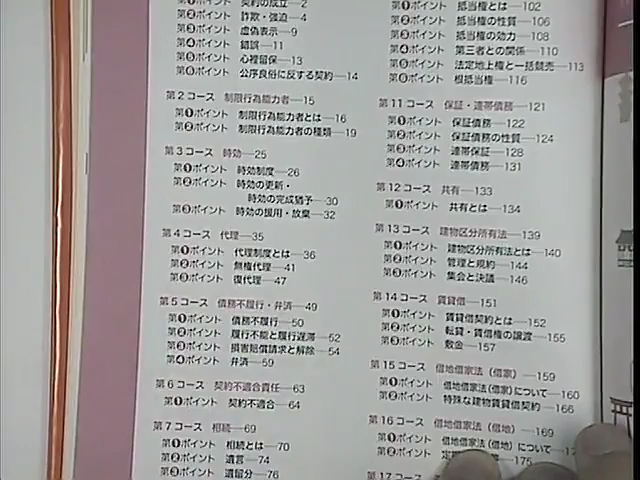 第❶ポイント 契約の成立—2
第❷ポイント 詐欺・強迫—4
第❸ポイント 虚偽表示—9
第❹ポイント 錯誤—11
第❺ポイント 心裡留保—13
第❻ポイント 公序良俗に反する契約—14
第2コース 制限行為能力者—15
第❶ポイント 制限行為能力者とは—16
第❷ポイント 制限行為能力者の種類—19
第3コース 時効—25
第❶ポイント 時効制度—26
第❷ポイント 時効の更新・
時効の完成猶予—30
第❸ポイント 時効の援用・放棄—32
第4コース 代理—35
第❶ポイント 代理制度とは—36
第❷ポイント 無権代理—41
第❸ポイント 復代理—47
第5コース 債務不履行・弁済—49
第❶ポイント 債務不履行—50
第❷ポイント 履行不能と履行遅滞—52
第❸ポイント 損害賠償請求と解除—54
第❹ポイント 弁済—59
第6コース 契約不適合責任—63
第❶ポイント 契約不適合—64
第7コース 相続—69
第❶ポイント 相続とは—70
第❷ポイント 遺言—74
第❸ポイント 遺留分—76
第❶ポイント 抵当権とは—102
第❷ポイント 抵当権の性質—106
第❸ポイント 抵当権の効力—108
第❹ポイント 第三者との関係—110
第❺ポイント 法定地上権と一括競売—113
第❻ポイント 根抵当権—116
第11コース 保証・連帯債務—121
第❶ポイント 保証債務—122
第❷ポイント 保証債務の性質—124
第❸ポイント 連帯保証—128
第❹ポイント 連帯債務—131
第12コース 共有—133
第❶ポイント 共有とは—134
第13コース 建物区分所有法—139
第❶ポイント 建物区分所有法とは—140
第❷ポイント 管理と規約—144
第❸ポイント 集会と決議—146
第14コース 賃貸借—151
第❶ポイント 賃貸借契約とは—152
第❷ポイント 転貸・賃借権の譲渡—155
第❸ポイント 敷金—157
第15コース 借地借家法(借家)—159
第❶ポイント 借地借家法(借家)について—160
第❷ポイント 特殊な建物賃貸借契約—166
第16コース 借地借家法(借地)—169
第❶ポイント 借地借家法(借地)について
第❷ポイント 175
第17コース